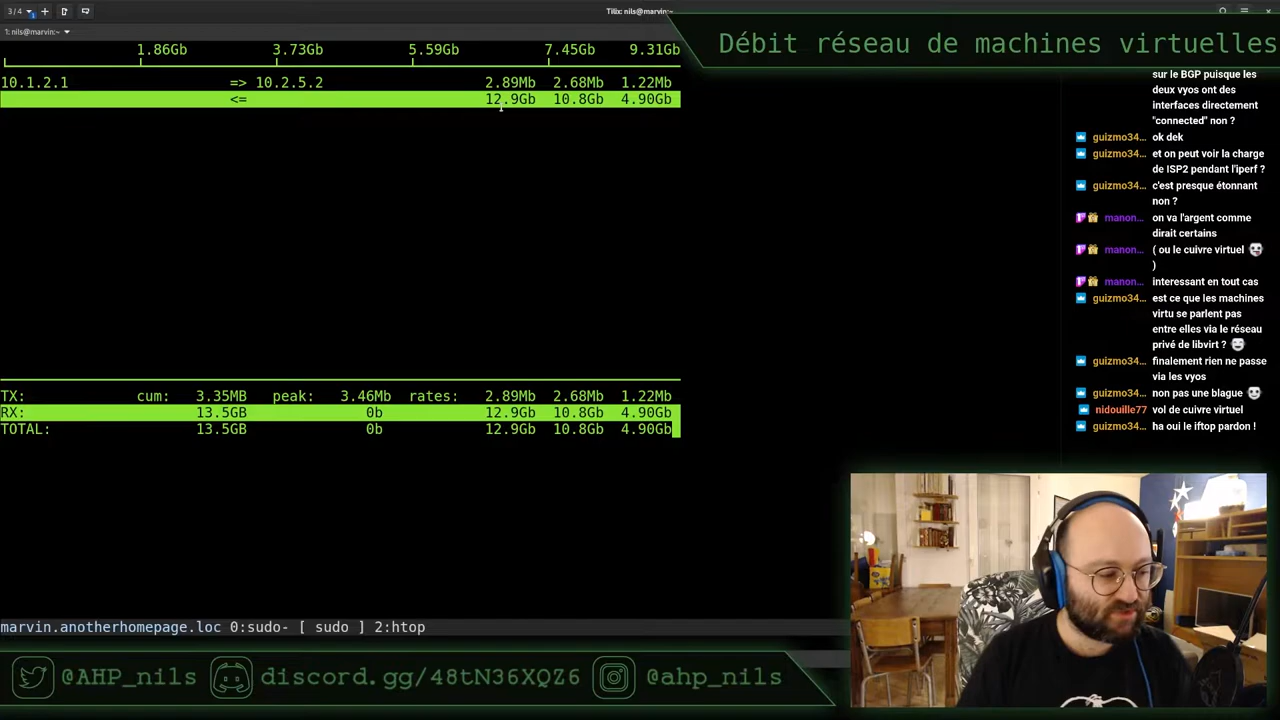 3/4
Tilix: nils@marvin:~
1: nils@marvin:~
Débit réseau de machines virtuelles
1.86Gb 3.73Gb 5.59Gb 7.45Gb 9.31Gb
10.1.2.1 => 10.2.5.2 2.89Mb 2.68Mb 1.22Mb
<= 12.9Gb 10.8Gb 4.90Gb
TX: cum: 3.35MB peak: 3.46Mb rates: 2.89Mb 2.68Mb 1.22Mb
RX: 13.5GB 0b 12.9Gb 10.8Gb 4.90Gb
TOTAL: 13.5GB 0b 12.9Gb 10.8Gb 4.90Gb
marvin.anotherhomepage.loc 0:sudo- [ sudo ] 2:htop
sur le BGP puisque les
deux vyos ont des
interfaces directement
"connected" non ?
guizmo34... ok dek
guizmo34... et on peut voir la charge
de ISP2 pendant l'iperf ?
guizmo34... c'est presque étonnant
non ?
manon... on va l'argent comme
dirait certains
manon... ( ou le cuivre virtuel
)
manon... interessant en tout cas
guizmo34... est ce que les machines
virtu se parlent pas
entre elles via le réseau
privé de libvirt ?
guizmo34... finalement rien ne passe
via les vyos
guizmo34... non pas une blague
nidouille77 vol de cuivre virtuel
guizmo34... ha oui le iftop pardon !
@AHP_nils discord.gg/48tN36XQZ6 @ahp_nils